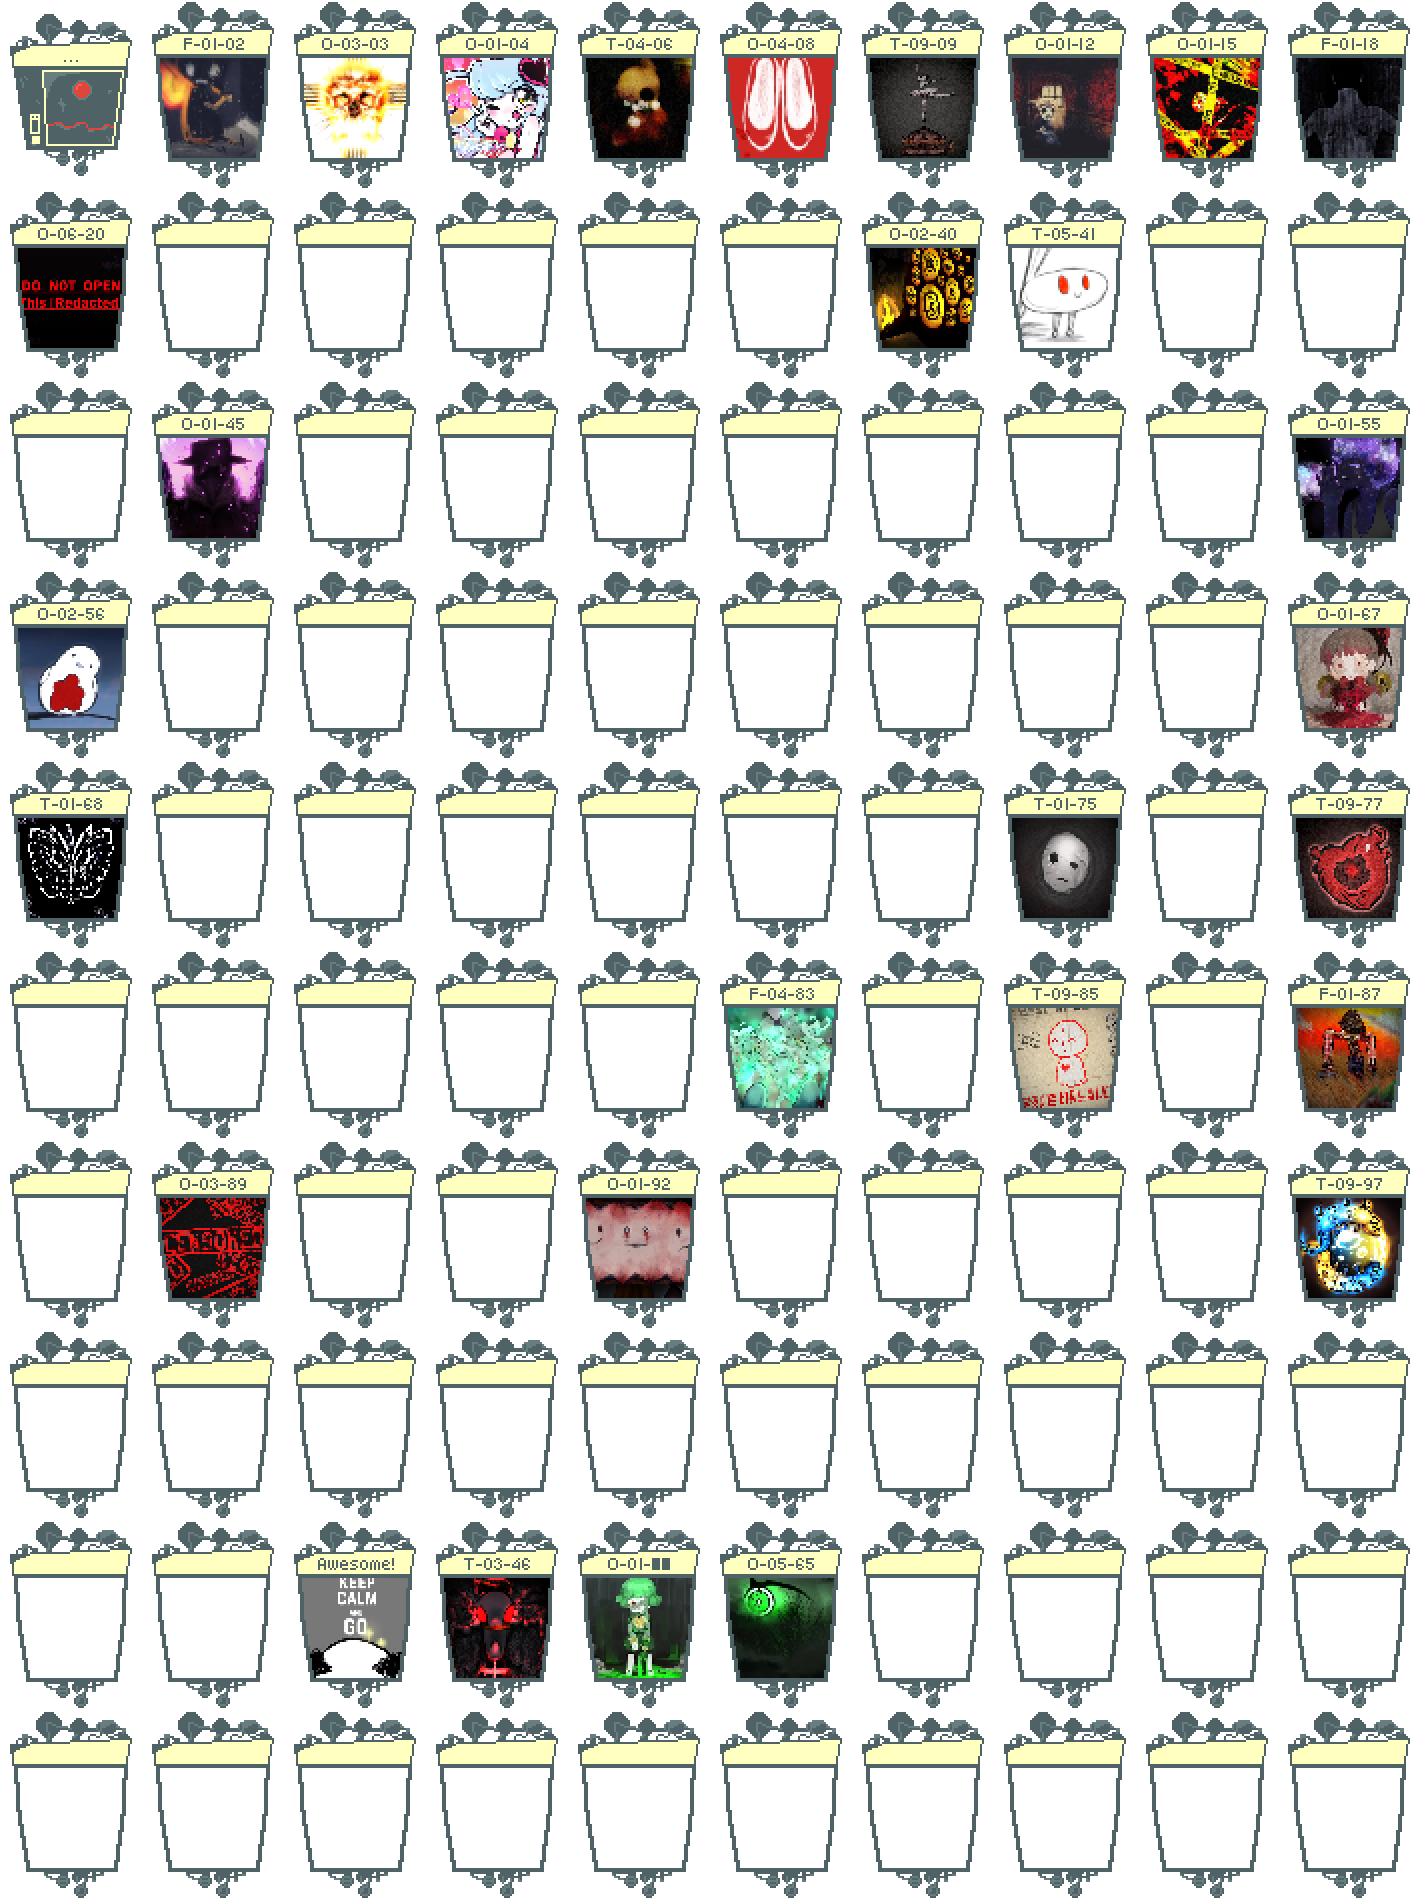 ...
F-01-02
O-03-03
O-01-04
T-04-06
O-04-08
T-09-09
O-01-12
O-01-15
F-01-18
O-06-20
DO NOT OPEN
This [Redacted]
O-02-40
T-05-41
O-01-45
O-01-55
O-02-56
O-01-67
T-01-68
T-01-75
T-09-77
F-04-83
T-09-85
F-01-87
O-03-89
O-01-92
T-09-97
Awesome!
KEEP
CALM
AND
GO
T-03-46
O-01-██
O-05-65